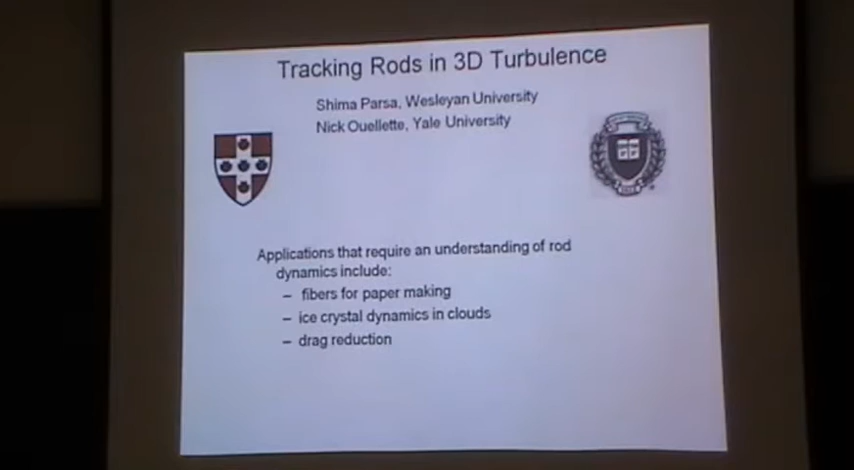 Tracking Rods in 3D Turbulence
Shima Parsa, Wesleyan University
Nick Ouellette, Yale University
Applications that require an understanding of rod
dynamics include:
– fibers for paper making
– ice crystal dynamics in clouds
– drag reduction